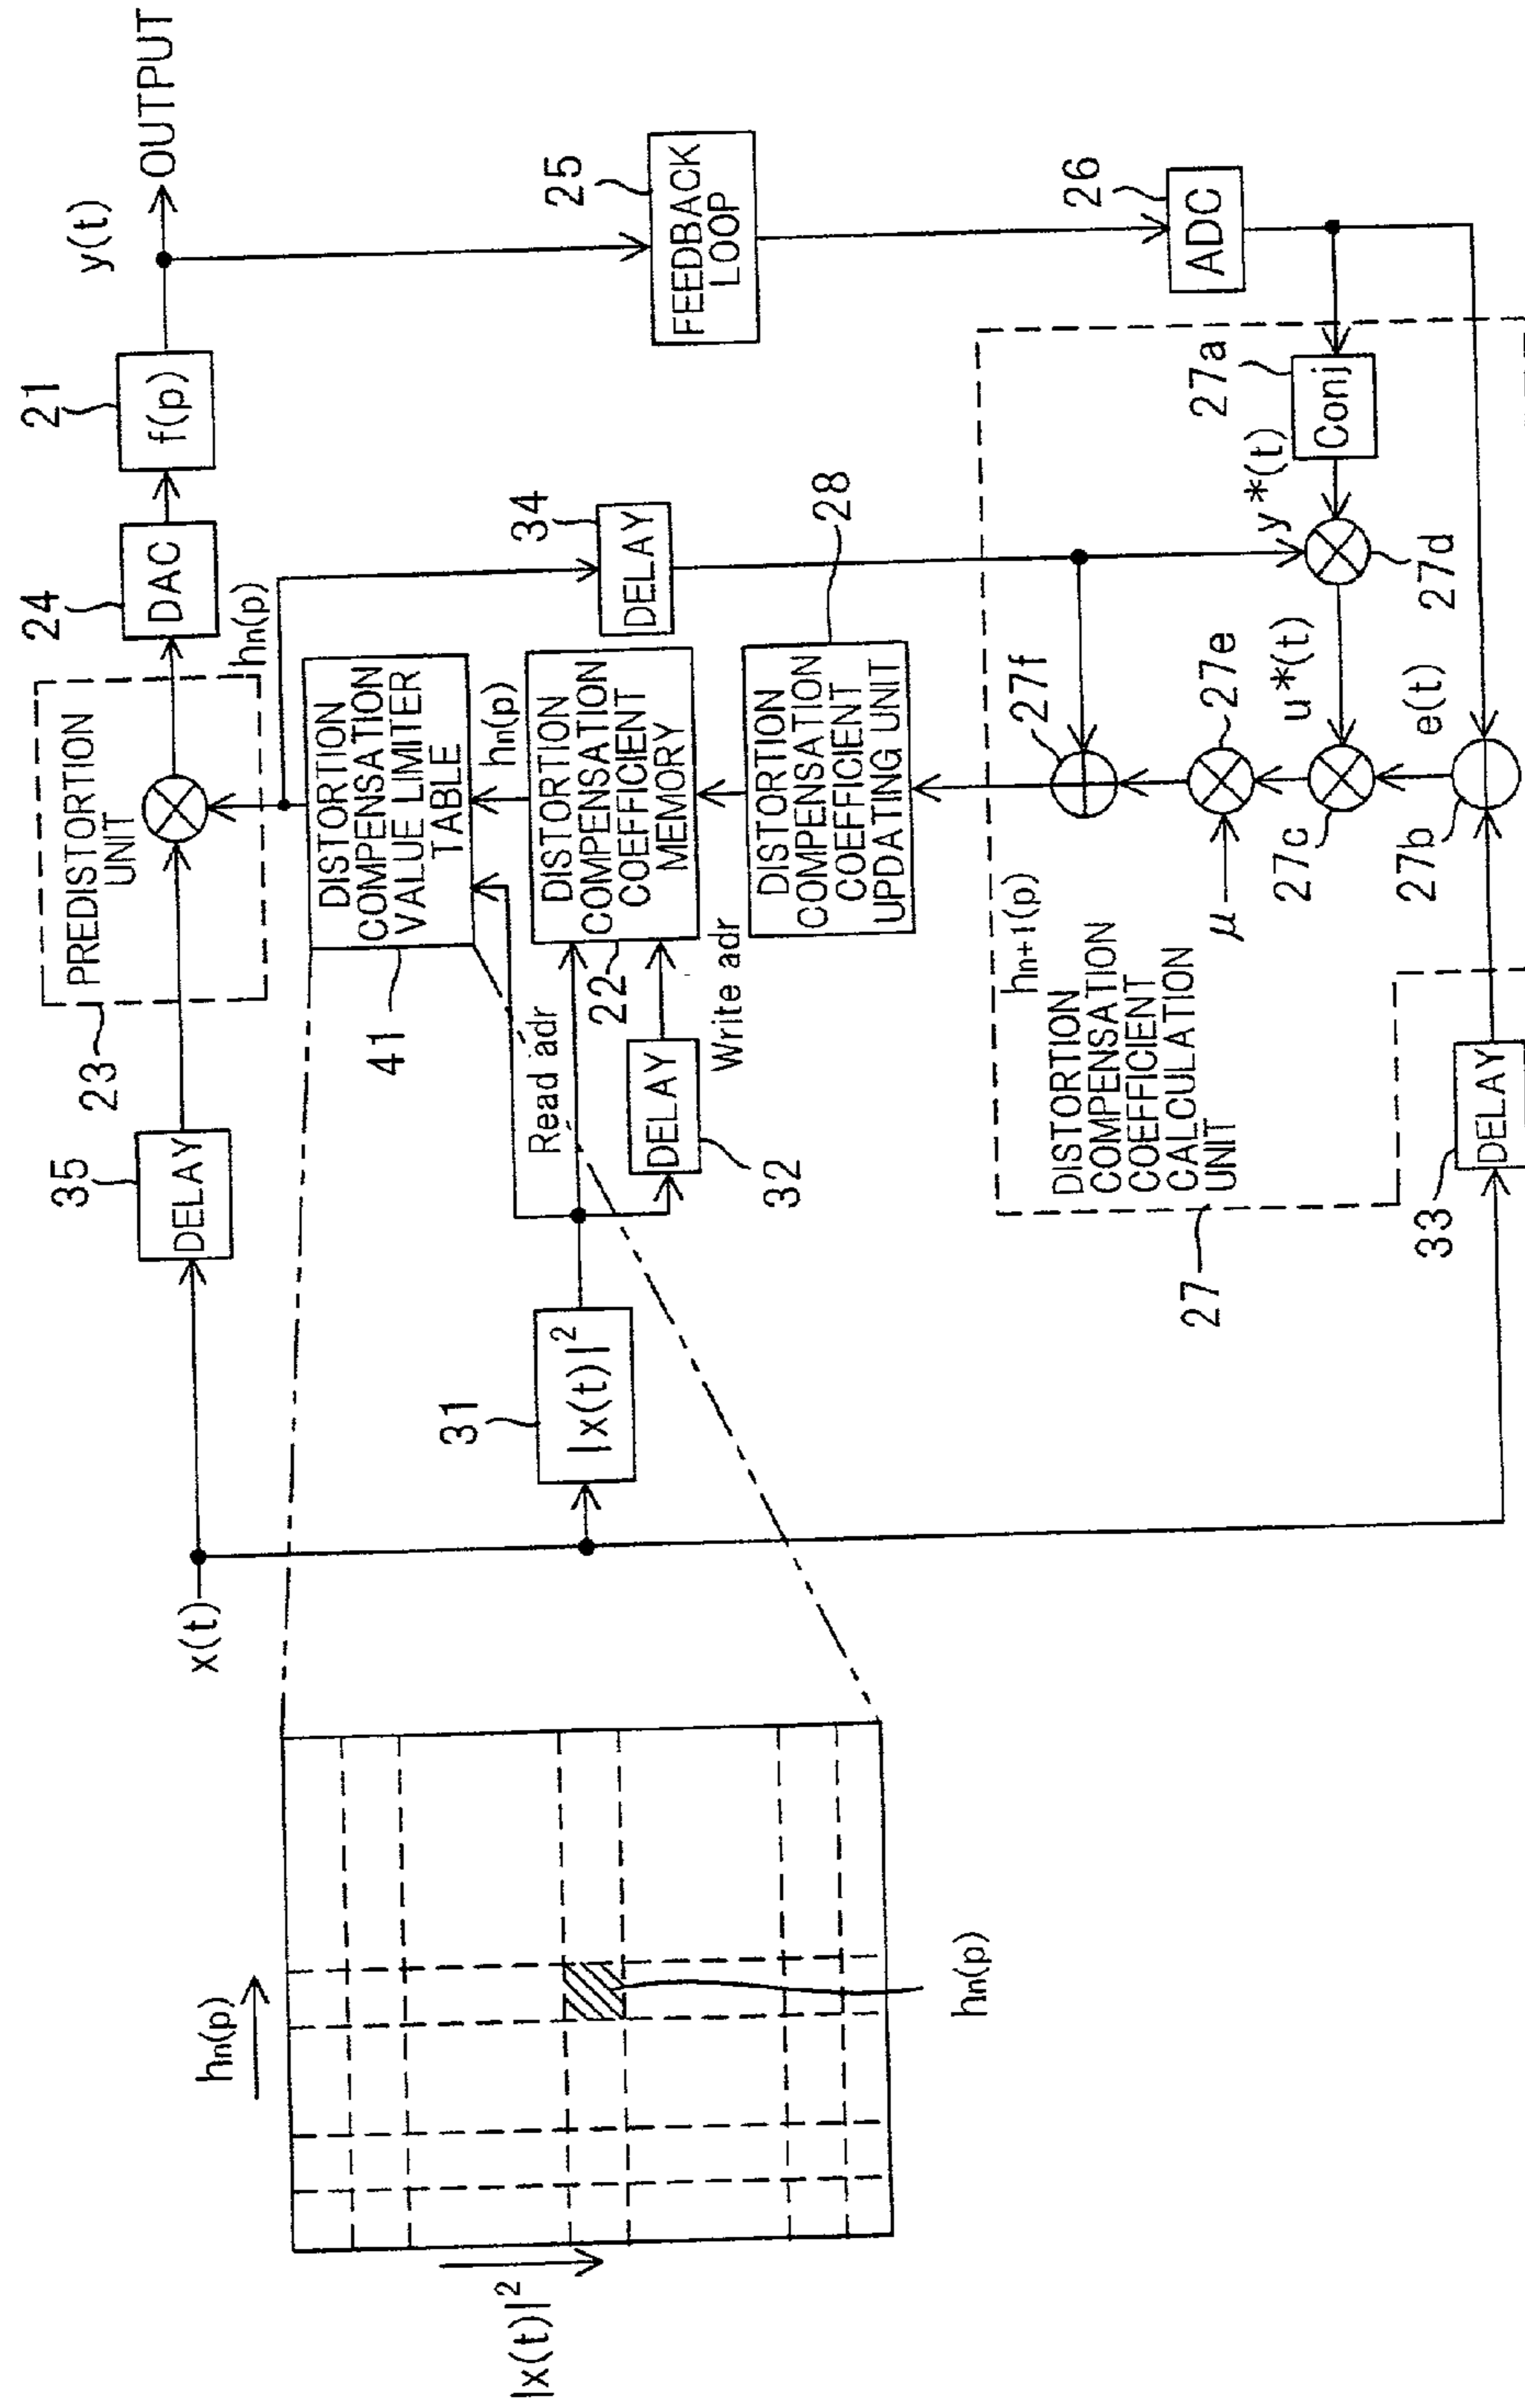 x(t)
35
DELAY
23
PREDISTORTION
UNIT
24
DAC
hn(p)
21
f(p)
y(t)
OUTPUT
hn(p)
|x(t)|²
hn(p)
31
|x(t)|²
41
DISTORTION
COMPENSATION
VALUE LIMITER
TABLE
Read adr
hn(p)
22
DISTORTION
COMPENSATION
COEFFICIENT
MEMORY
34
DELAY
25
FEEDBACK
LOOP
32
DELAY
Write adr
DISTORTION
COMPENSATION
COEFFICIENT
UPDATING UNIT
28
26
ADC
hn+1(p)
27f
DISTORTION
COMPENSATION
COEFFICIENT
CALCULATION
UNIT
27
μ
27e
27a
Conj
y*(t)
27d
u*(t)
27c
e(t)
27b
33
DELAY